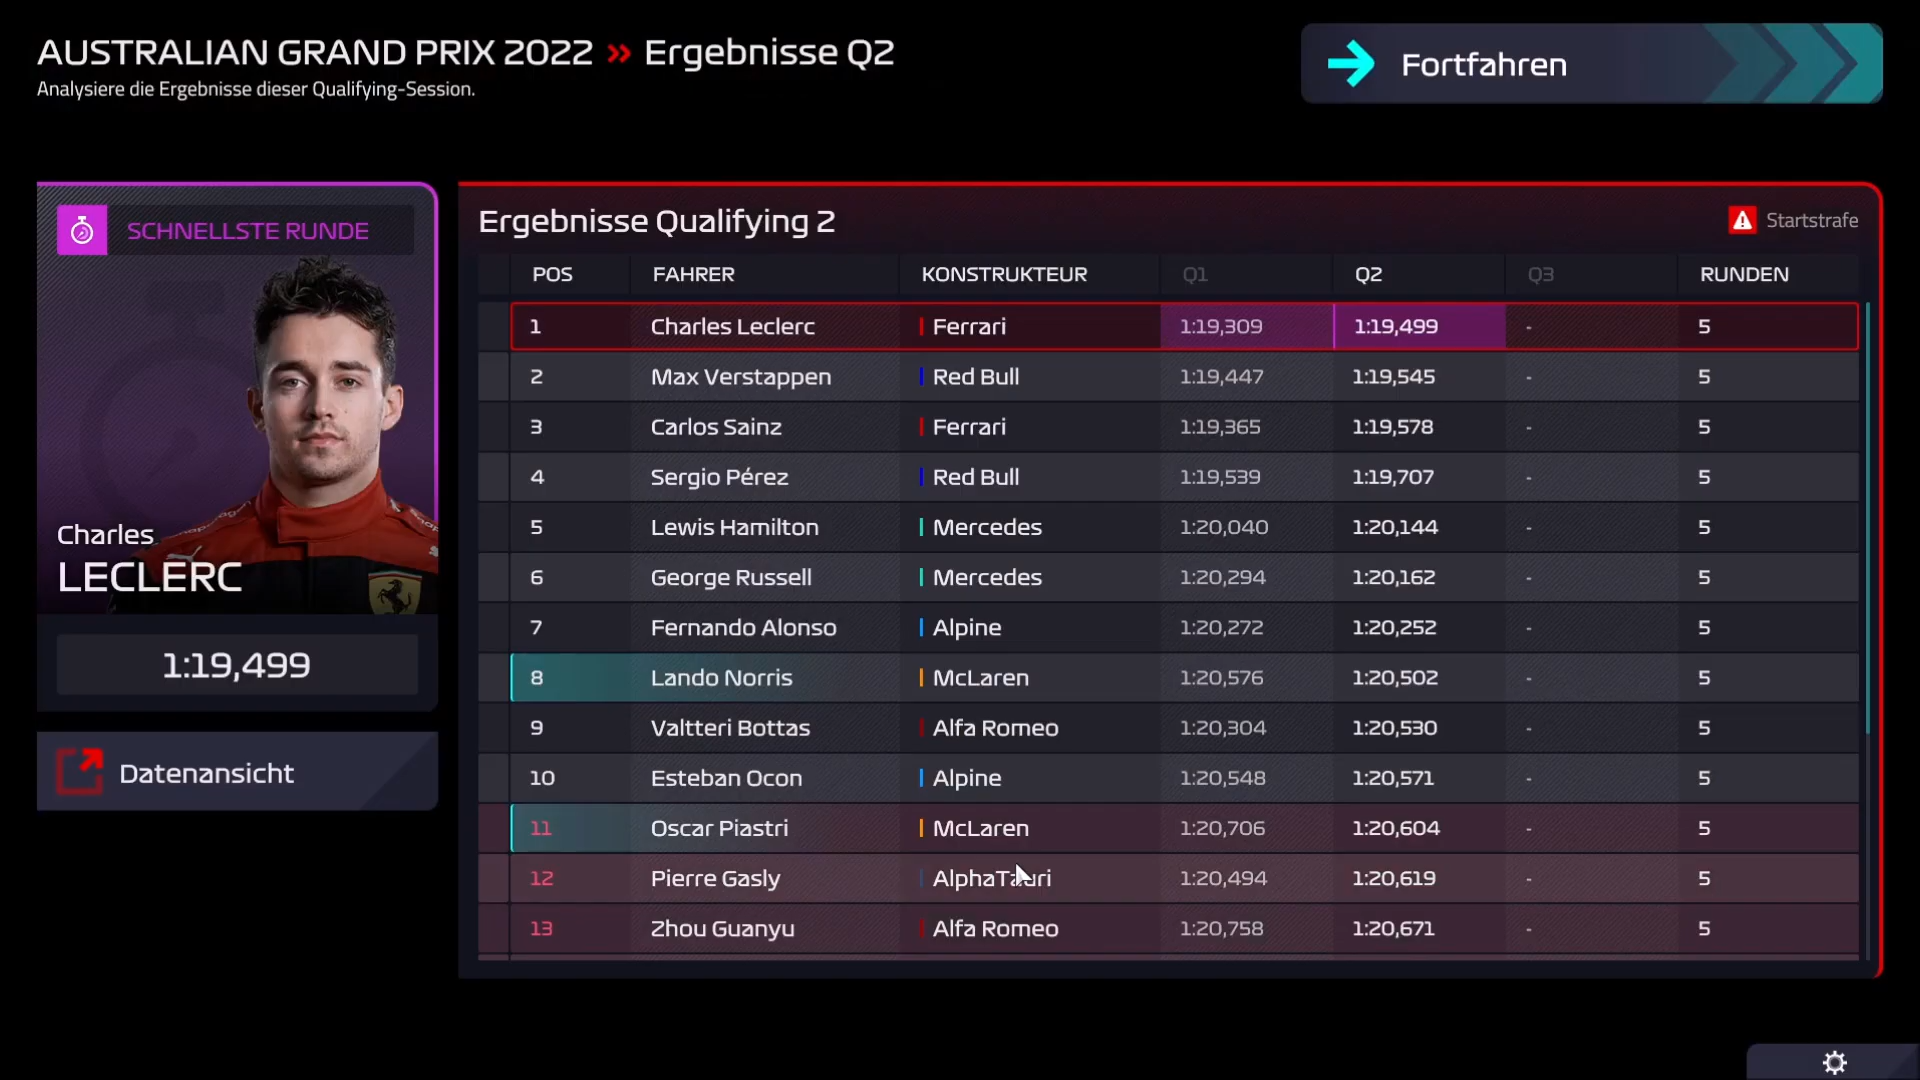 AUSTRALIAN GRAND PRIX 2022 » Ergebnisse Q2
Analysiere die Ergebnisse dieser Qualifying-Session.
Fortfahren
SCHNELLSTE RUNDE
Charles
LECLERC
1:19,499
Datenansicht
Ergebnisse Qualifying 2
Startstrafe
POS FAHRER KONSTRUKTEUR Q1 Q2 Q3 RUNDEN
1 Charles Leclerc Ferrari 1:19,309 1:19,499 - 5
2 Max Verstappen Red Bull 1:19,447 1:19,545 - 5
3 Carlos Sainz Ferrari 1:19,365 1:19,578 - 5
4 Sergio Pérez Red Bull 1:19,539 1:19,707 - 5
5 Lewis Hamilton Mercedes 1:20,040 1:20,144 - 5
6 George Russell Mercedes 1:20,294 1:20,162 - 5
7 Fernando Alonso Alpine 1:20,272 1:20,252 - 5
8 Lando Norris McLaren 1:20,576 1:20,502 - 5
9 Valtteri Bottas Alfa Romeo 1:20,304 1:20,530 - 5
10 Esteban Ocon Alpine 1:20,548 1:20,571 - 5
11 Oscar Piastri McLaren 1:20,706 1:20,604 - 5
12 Pierre Gasly AlphaTauri 1:20,494 1:20,619 - 5
13 Zhou Guanyu Alfa Romeo 1:20,758 1:20,671 - 5